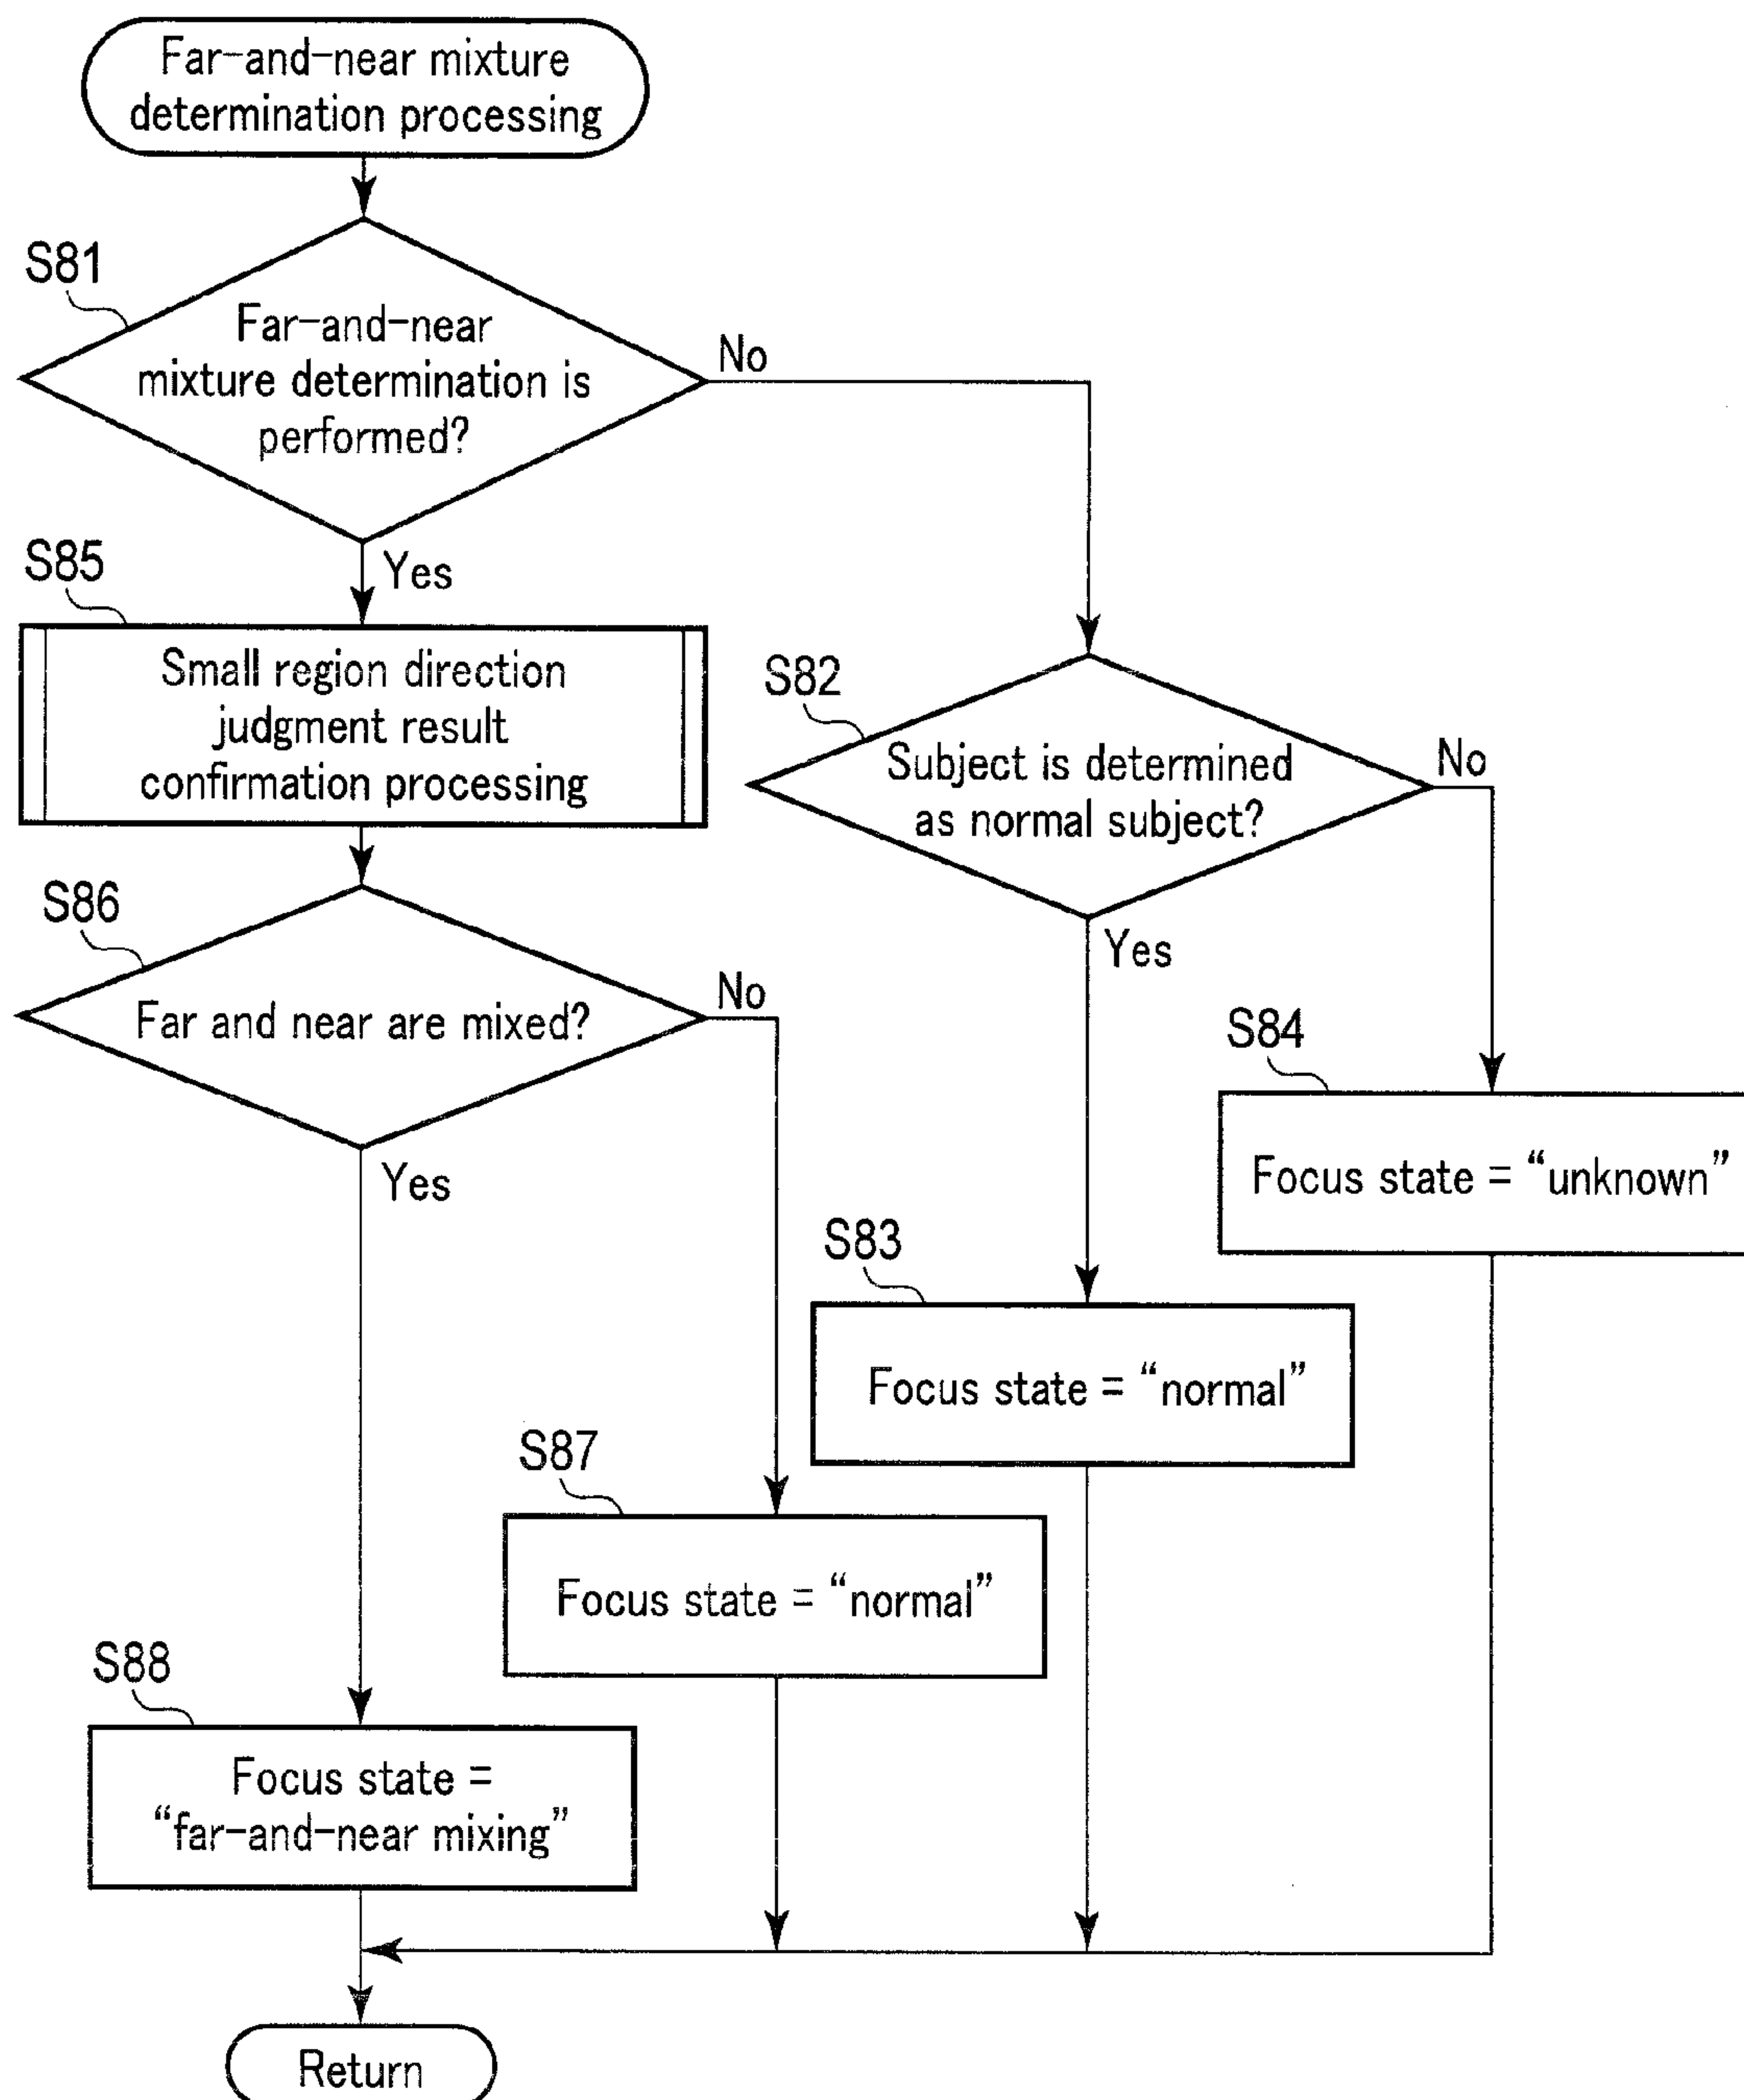 Far-and-near mixture
determination processing
S81
Far-and-near
mixture determination is
performed?
No
Yes
S85
Small region direction
judgment result
confirmation processing
S82
Subject is determined
as normal subject?
No
Yes
S86
Far and near are mixed?
No
Yes
S84
Focus state = “unknown”
S83
Focus state = “normal”
S87
Focus state = “normal”
S88
Focus state =
“far-and-near mixing”
Return